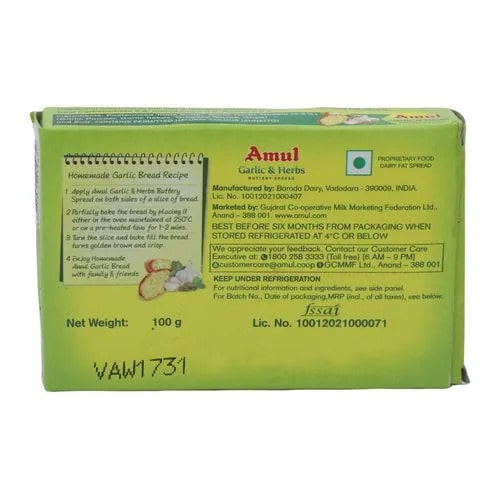 Homemade Garlic Bread Recipe
1 Apply Amul Garlic & Herbs Buttery
Spread on both sides of a slice of bread.
2 Partially bake the bread by placing it
either in the oven maintained at 250°C
or on a pre-heated tava for 1-2 mins.
3 Turn the slice and bake till the bread
turns golden brown and crisp.
4 Enjoy Homemade
Amul Garlic Bread
with family & friends
Amul
Garlic & Herbs
BUTTERY SPREAD
PROPRIETARY FOOD
DAIRY FAT SPREAD
Manufactured by: Baroda Dairy, Vadodara - 390009, INDIA.
Lic. No. 10012021000407
Marketed by: Gujarat Co-operative Milk Marketing Federation Ltd.,
Anand – 388 001. www.amul.com
BEST BEFORE SIX MONTHS FROM PACKAGING WHEN
STORED REFRIGERATED AT 4°C OR BELOW
We appreciate your feedback. Contact our Customer Care
Executive at: 1800 258 3333 (Toll free) [6 AM – 9 PM]
customercare@amul.coop GCMMF Ltd., Anand – 388 001
KEEP UNDER REFRIGERATION
For nutritional information and ingredients, see side panel.
For Batch No., Date of packaging,MRP (incl., of all taxes), see below.
fssai
Net Weight: 100 g
Lic. No. 10012021000071
VAW1731